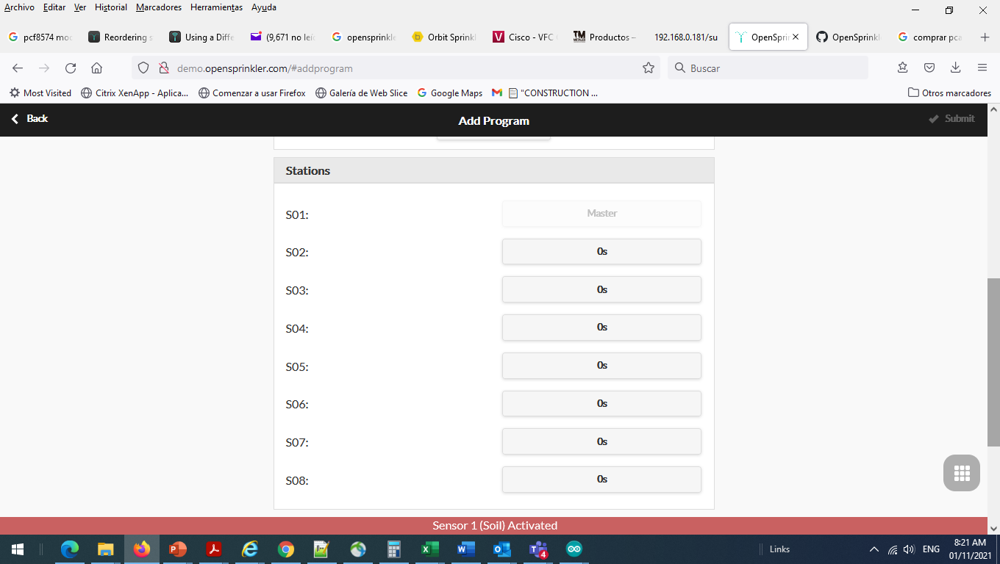 Archivo Editar Ver Historial Marcadores Herramientas Ayuda
pcf8574 mod Reordering s Using a Diffe (9,671 no leíd opensprinkle Orbit Sprinkl Cisco - VFC Productos – 192.168.0.181/su OpenSprin OpenSprinkl comprar pca
demo.opensprinkler.com/#addprogram Buscar
Most Visited Citrix XenApp - Aplica... Comenzar a usar Firefox Galería de Web Slice Google Maps "CONSTRUCTION ... Otros marcadores
Back Add Program Submit
Stations
S01: Master
S02: 0s
S03: 0s
S04: 0s
S05: 0s
S06: 0s
S07: 0s
S08: 0s
Sensor 1 (Soil) Activated
Links ENG 8:21 AM
01/11/2021